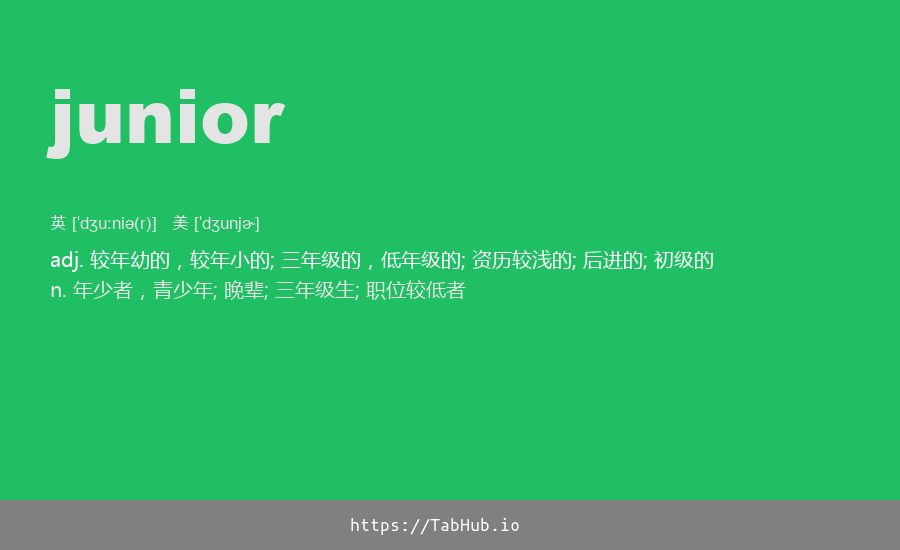 junior
英 [ˈdʒuːniə(r)] 美 [ˈdʒunjɚ]
adj. 较年幼的，较年小的; 三年级的，低年级的; 资历较浅的; 后进的; 初级的
n. 年少者，青少年; 晚辈; 三年级生; 职位较低者
https://TabHub.io